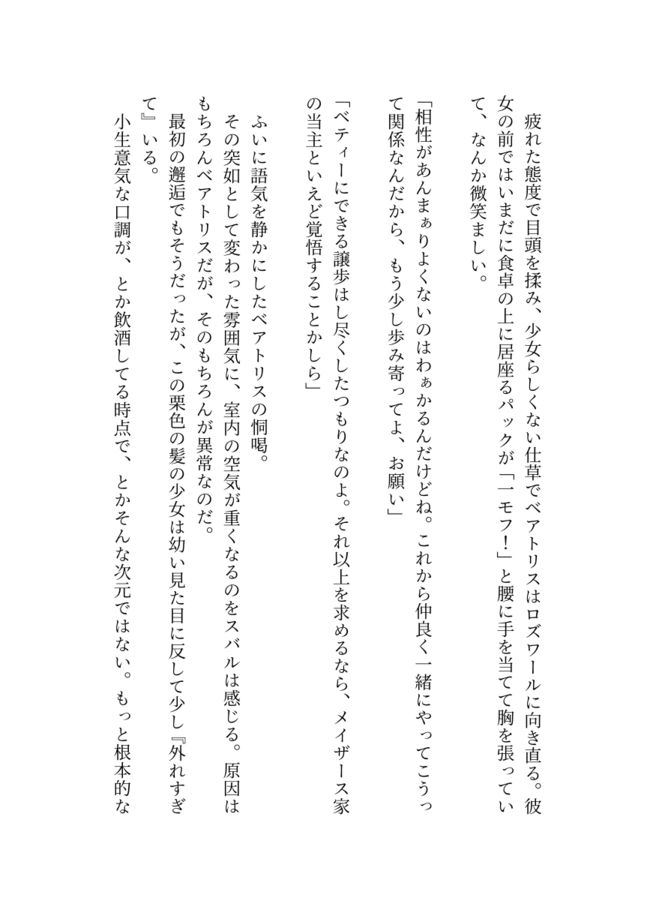 疲れた態度で目頭を揉み、少女らしくない仕草でベアトリスはロズワールに向き直る。彼
女の前ではいまだに食卓の上に居座るパックが「一モフ！」と腰に手を当てて胸を張ってい
て、なんか微笑ましい。
「相性があんまぁりよくないのはわぁかるんだけどね。これから仲良く一緒にやってこうっ
て関係なんだから、もう少し歩み寄ってよ、お願い」
「ベティーにできる譲歩はし尽くしたつもりなのよ。それ以上を求めるなら、メイザース家
の当主といえど覚悟することかしら」
ふいに語気を静かにしたベアトリスの恫喝。
その突如として変わった雰囲気に、室内の空気が重くなるのをスバルは感じる。原因は
もちろんベアトリスだが、そのもちろんが異常なのだ。
最初の邂逅でもそうだったが、この栗色の髪の少女は幼い見た目に反して少し『外れすぎ
て』いる。
小生意気な口調が、とか飲酒してる時点で、とかそんな次元ではない。もっと根本的な